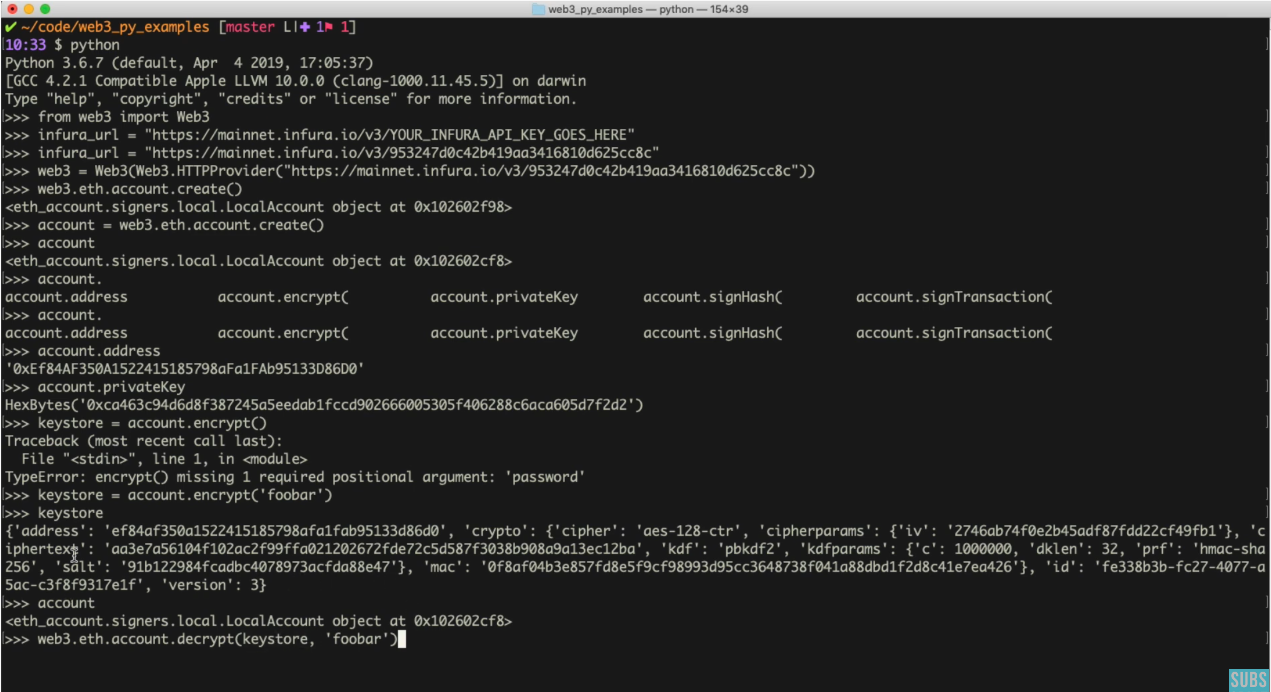 web3_py_examples — python — 154×39
✔ ~/code/web3_py_examples [master L|✚ 1⚑ 1]
10:33 $ python
Python 3.6.7 (default, Apr  4 2019, 17:05:37)
[GCC 4.2.1 Compatible Apple LLVM 10.0.0 (clang-1000.11.45.5)] on darwin
Type "help", "copyright", "credits" or "license" for more information.
>>> from web3 import Web3
>>> infura_url = "https://mainnet.infura.io/v3/YOUR_INFURA_API_KEY_GOES_HERE"
>>> infura_url = "https://mainnet.infura.io/v3/953247d0c42b419aa3416810d625cc8c"
>>> web3 = Web3(Web3.HTTPProvider("https://mainnet.infura.io/v3/953247d0c42b419aa3416810d625cc8c"))
>>> web3.eth.account.create()
<eth_account.signers.local.LocalAccount object at 0x102602f98>
>>> account = web3.eth.account.create()
>>> account
<eth_account.signers.local.LocalAccount object at 0x102602cf8>
>>> account.
account.address account.encrypt( account.privateKey account.signHash( account.signTransaction(
>>> account.
account.address account.encrypt( account.privateKey account.signHash( account.signTransaction(
>>> account.address
'0xEf84AF350A1522415185798aFa1FAb95133D86D0'
>>> account.privateKey
HexBytes('0xca463c94d6d8f387245a5eedab1fccd902666005305f406288c6aca605d7f2d2')
>>> keystore = account.encrypt()
Traceback (most recent call last):
  File "<stdin>", line 1, in <module>
TypeError: encrypt() missing 1 required positional argument: 'password'
>>> keystore = account.encrypt('foobar')
>>> keystore
{'address': 'ef84af350a1522415185798afa1fab95133d86d0', 'crypto': {'cipher': 'aes-128-ctr', 'cipherparams': {'iv': '2746ab74f0e2b45adf87fdd22cf49fb1'}, 'c
iphertext': 'aa3e7a56104f102ac2f99ffa021202672fde72c5d587f3038b908a9a13ec12ba', 'kdf': 'pbkdf2', 'kdfparams': {'c': 1000000, 'dklen': 32, 'prf': 'hmac-sha
256', 'salt': '91b122984fcadbc4078973acfda88e47'}, 'mac': '0f8af04b3e857fd8e5f9cf98993d95cc3648738f041a88dbd1f2d8c41e7ea426'}, 'id': 'fe338b3b-fc27-4077-a
5ac-c3f8f9317e1f', 'version': 3}
>>> account
<eth_account.signers.local.LocalAccount object at 0x102602cf8>
>>> web3.eth.account.decrypt(keystore, 'foobar')
SUBS